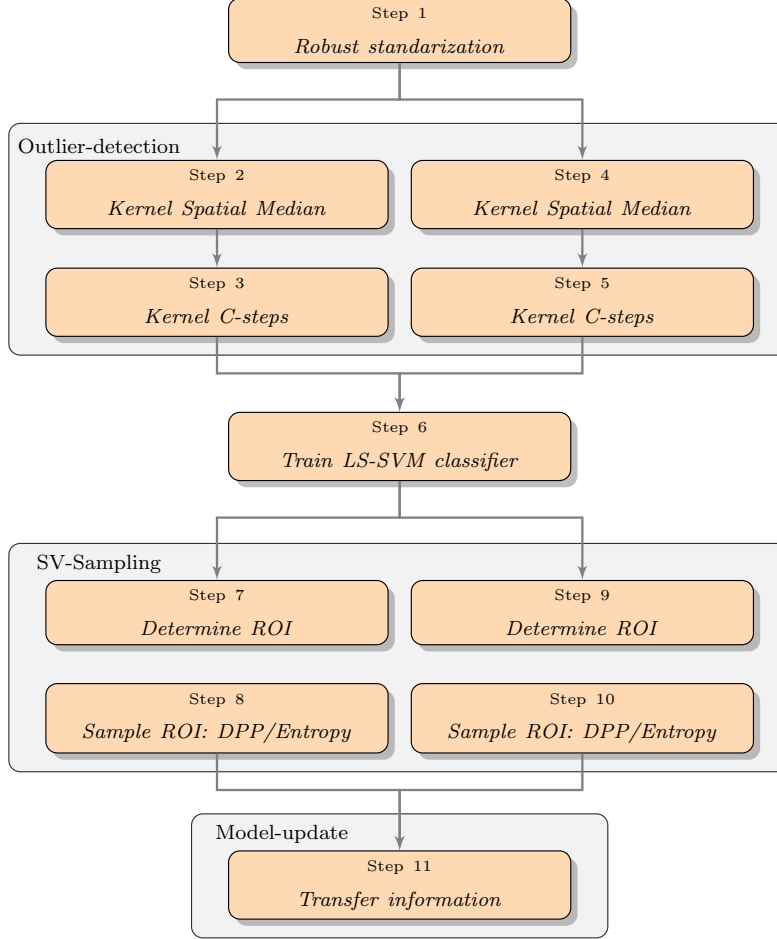 Step 1
Robust standarization
Outlier-detection
Step 2
Kernel Spatial Median
Step 4
Kernel Spatial Median
Step 3
Kernel C-steps
Step 5
Kernel C-steps
Step 6
Train LS-SVM classifier
SV-Sampling
Step 7
Determine ROI
Step 9
Determine ROI
Step 8
Sample ROI: DPP/Entropy
Step 10
Sample ROI: DPP/Entropy
Model-update
Step 11
Transfer information